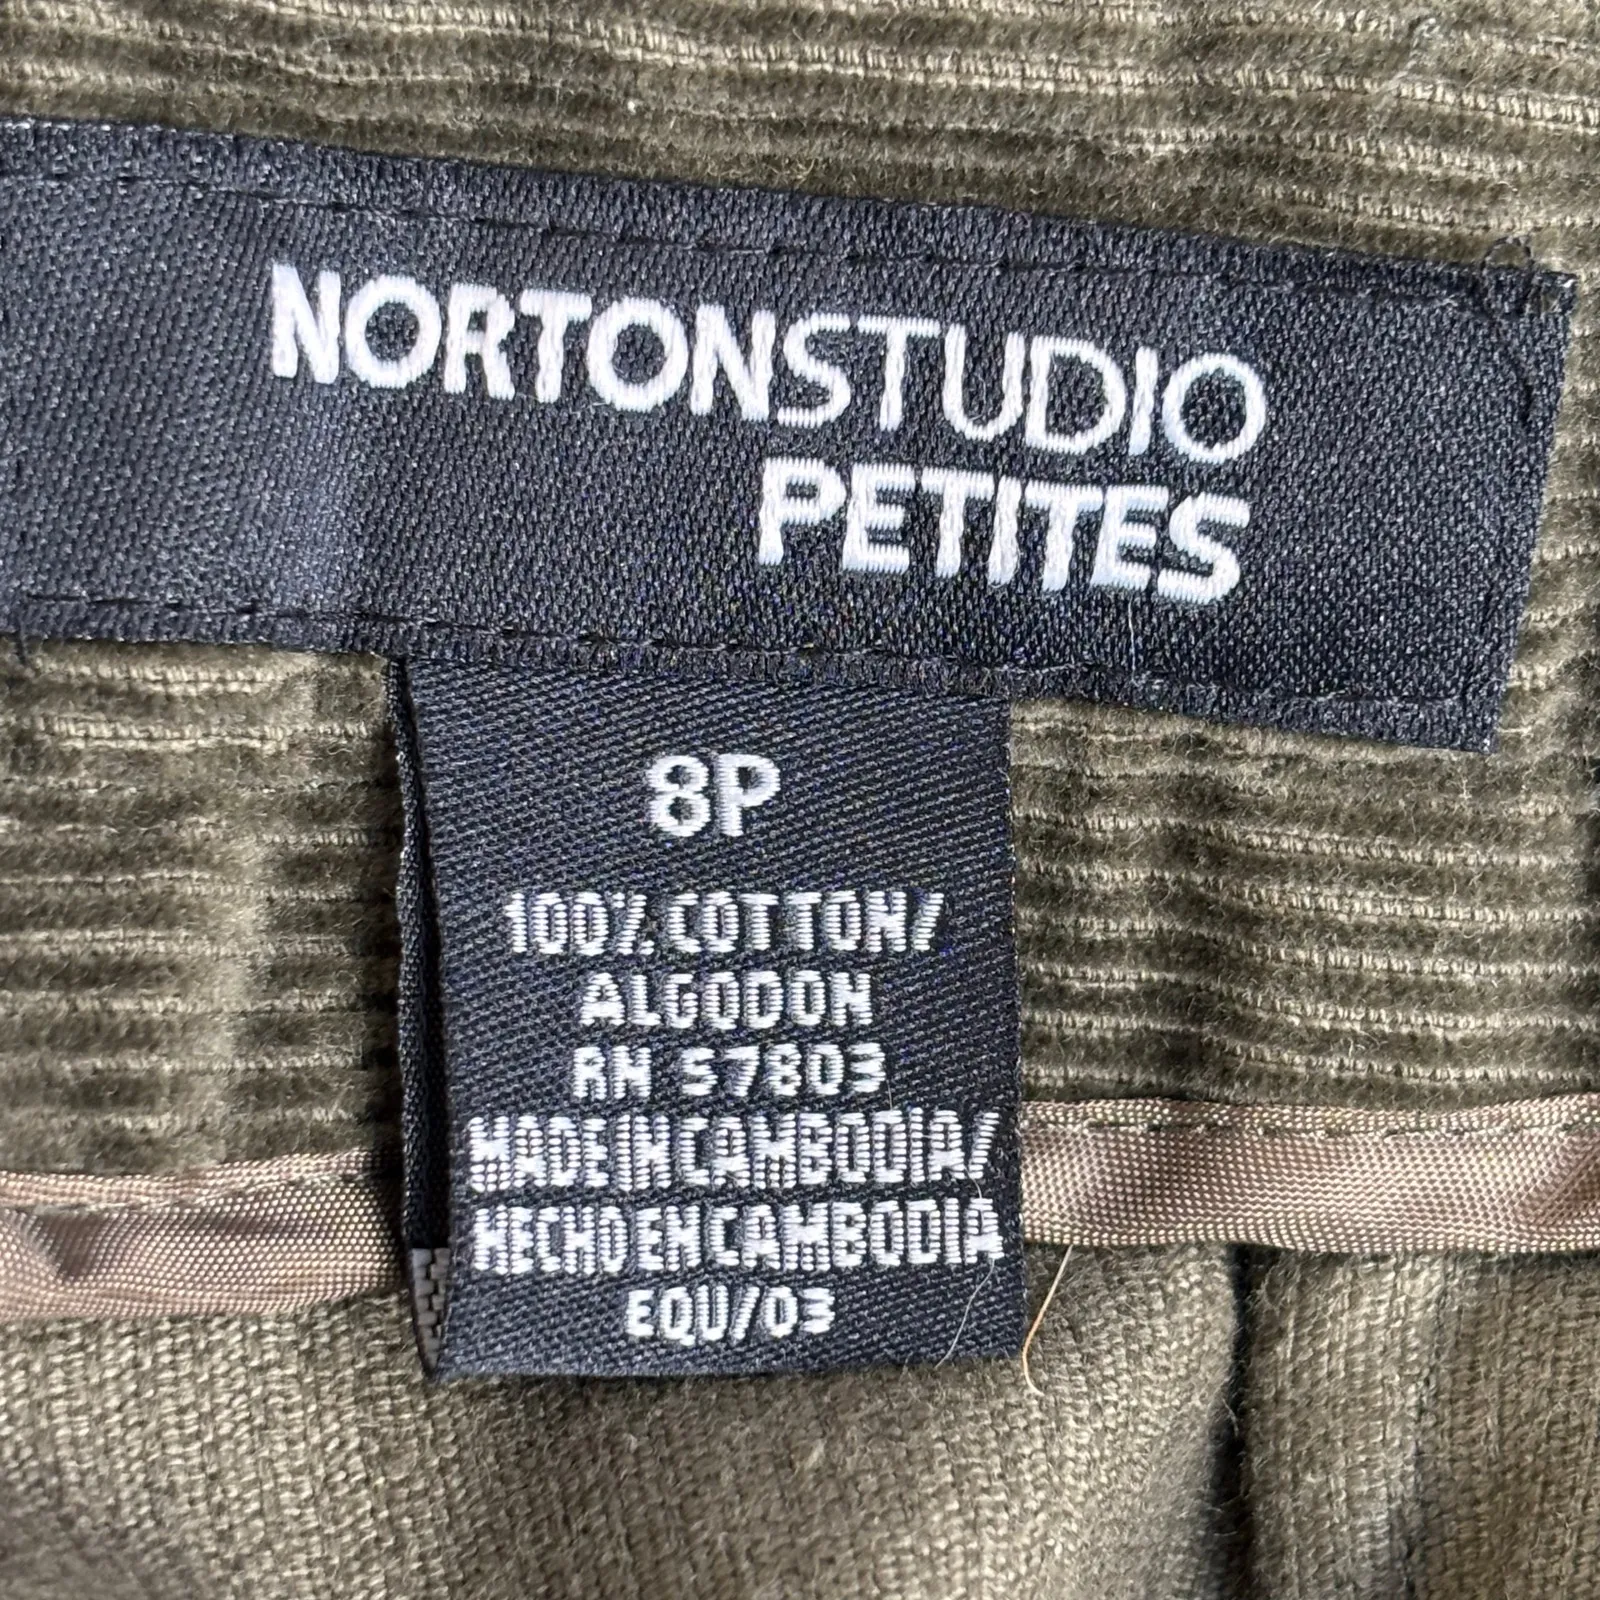 NORTONSTUDIO
PETITES
8P
100% COTTON/
ALGODON
RN 57803
MADE IN CAMBODIA/
HECHO EN CAMBODIA
EQU/03